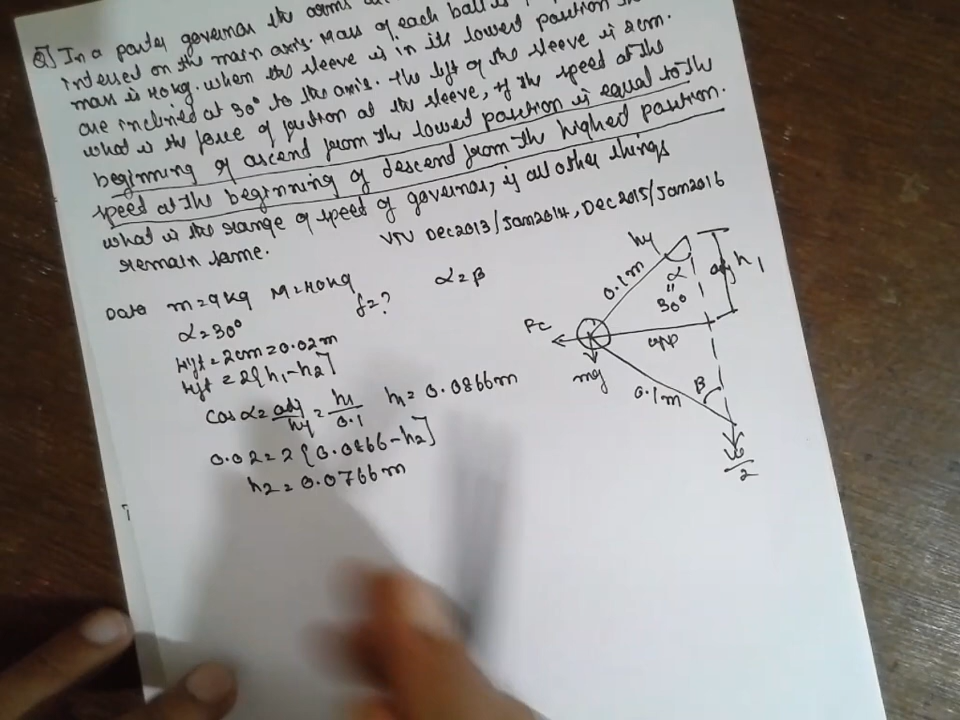 Q] In a porter governor the arms a
intersed on the main axis. Mass of each ball is
mass is 40kg. when the sleeve is in its lowest position
are inclined at 30° to the axis. The lift of the sleeve is 2cm.
what is the force of friction at the sleeve, if the speed at the
beginning of ascend from the lowest position is equal to the
speed at the beginning of descend from the highest position.
what is the range of speed of governor, if all other things
remain same.
VTU Dec2013/Jan2014, Dec2015/Jan2016
Data m=9kg M=40kg α=β
α=30° f=?
Lift=2cm=0.02m
Lift=2[h1-h2]
cos α=adj/hy=h1/0.1 h1=0.0866m
0.02=2[0.0866-h2]
h2=0.0766m
hy
0.1m
α
=
30°
adj h1
Fc
opp
mg
0.1m
β
W/2